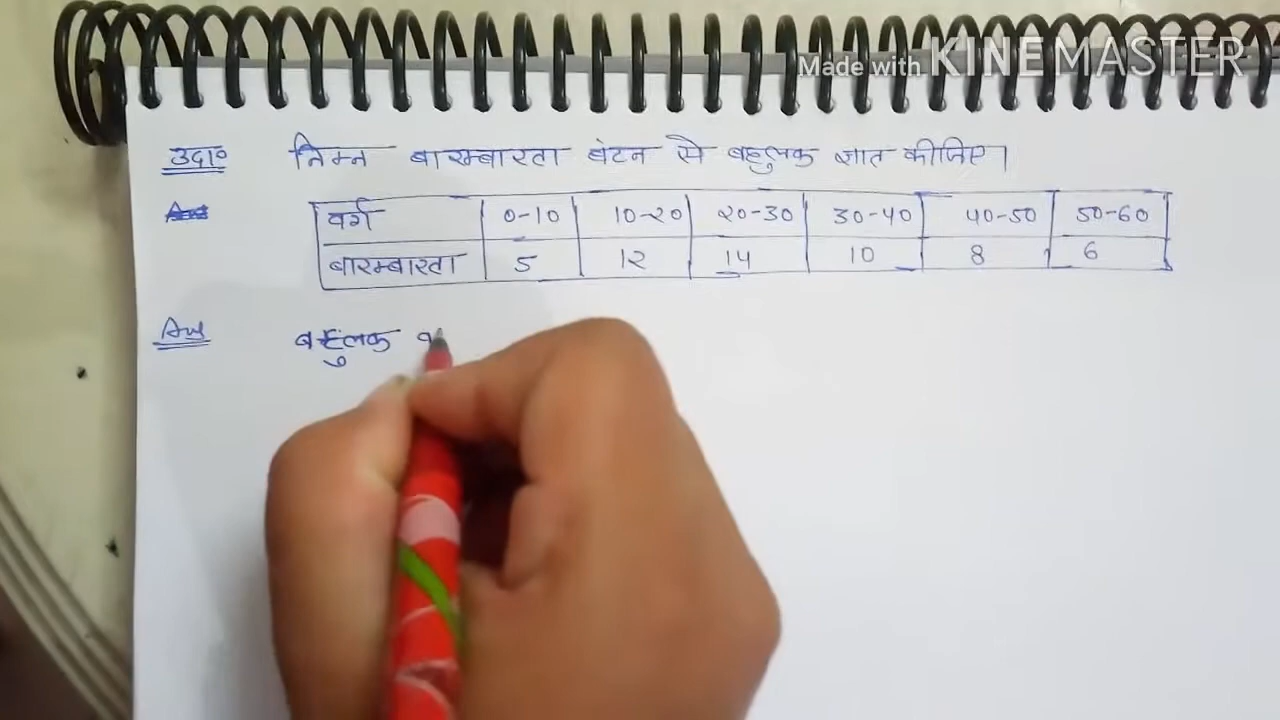 Made with KINEMASTER
उदा० निम्न बारम्बारता बंटन से बहुलक ज्ञात कीजिए।
वर्ग 0-10 10-20 20-30 30-40 40-50 50-60
बारम्बारता 5 12 14 10 8 6
बहुलक